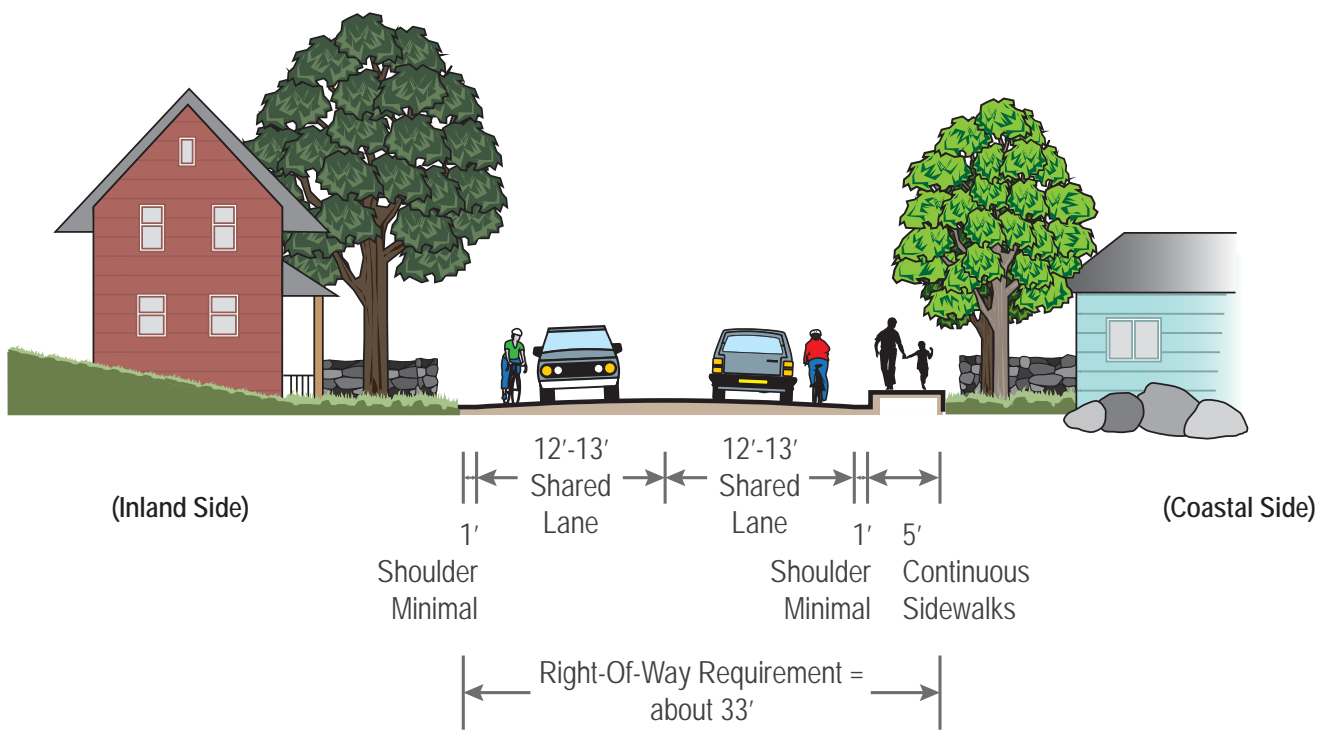 12′-13′
Shared
Lane
12′-13′
Shared
Lane
(Inland Side)
(Coastal Side)
1′
Shoulder
Minimal
1′
Shoulder
Minimal
5′
Continuous
Sidewalks
Right-Of-Way Requirement =
about 33′